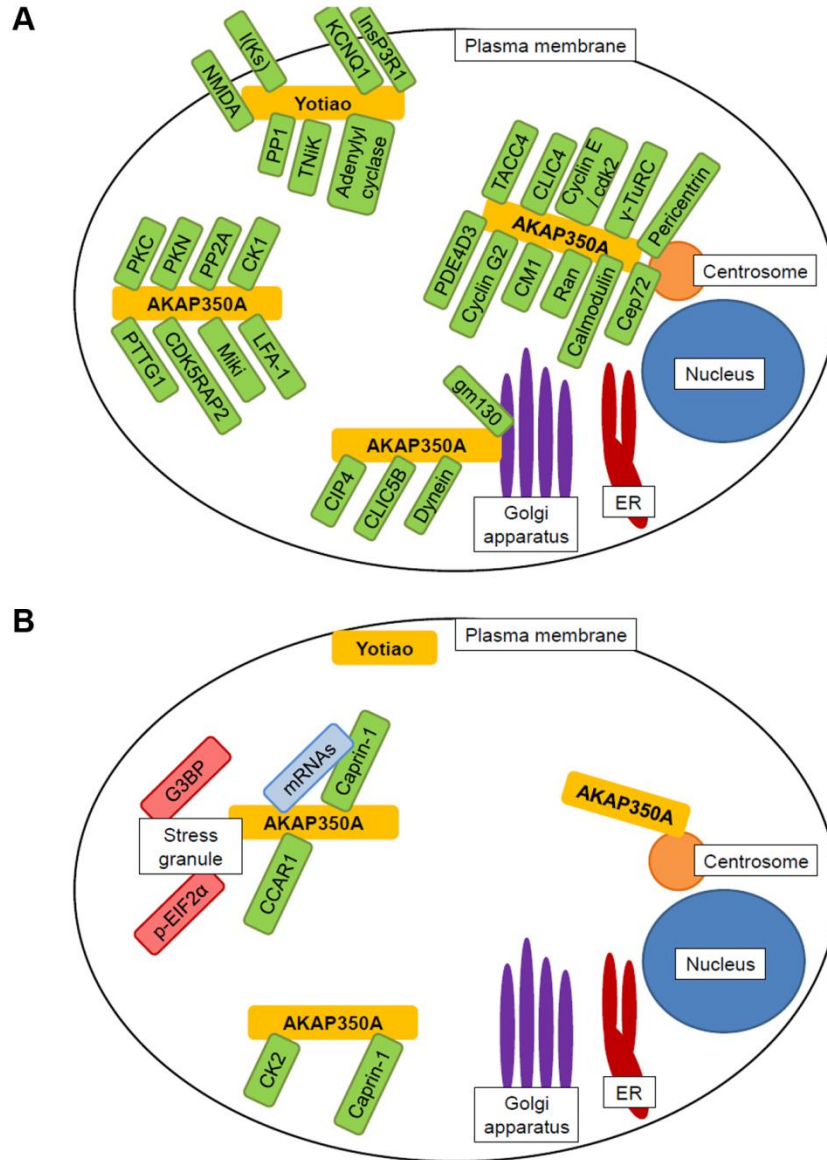 A
Plasma membrane
I(Ks)
KCNQ1
InsP3R1
NMDA
Yotiao
PP1
TNiK
Adenylyl
cyclase
TACC4
CLIC4
Cyclin E
/ cdk2
γ-TuRC
Pericentrin
AKAP350A
PDE4D3
Cyclin G2
CM1
Ran
Calmodulin
Cep72
Centrosome
PKC
PKN
PP2A
CK1
AKAP350A
PTTG1
CDK5RAP2
Miki
LFA-1
Nucleus
gm130
AKAP350A
CIP4
CLIC5B
Dynein
Golgi
apparatus
ER
B
Plasma membrane
Yotiao
G3BP
mRNAs
Caprin-1
AKAP350A
Stress
granule
CCAR1
p-EIF2α
AKAP350A
Centrosome
Nucleus
AKAP350A
CK2
Caprin-1
Golgi
apparatus
ER